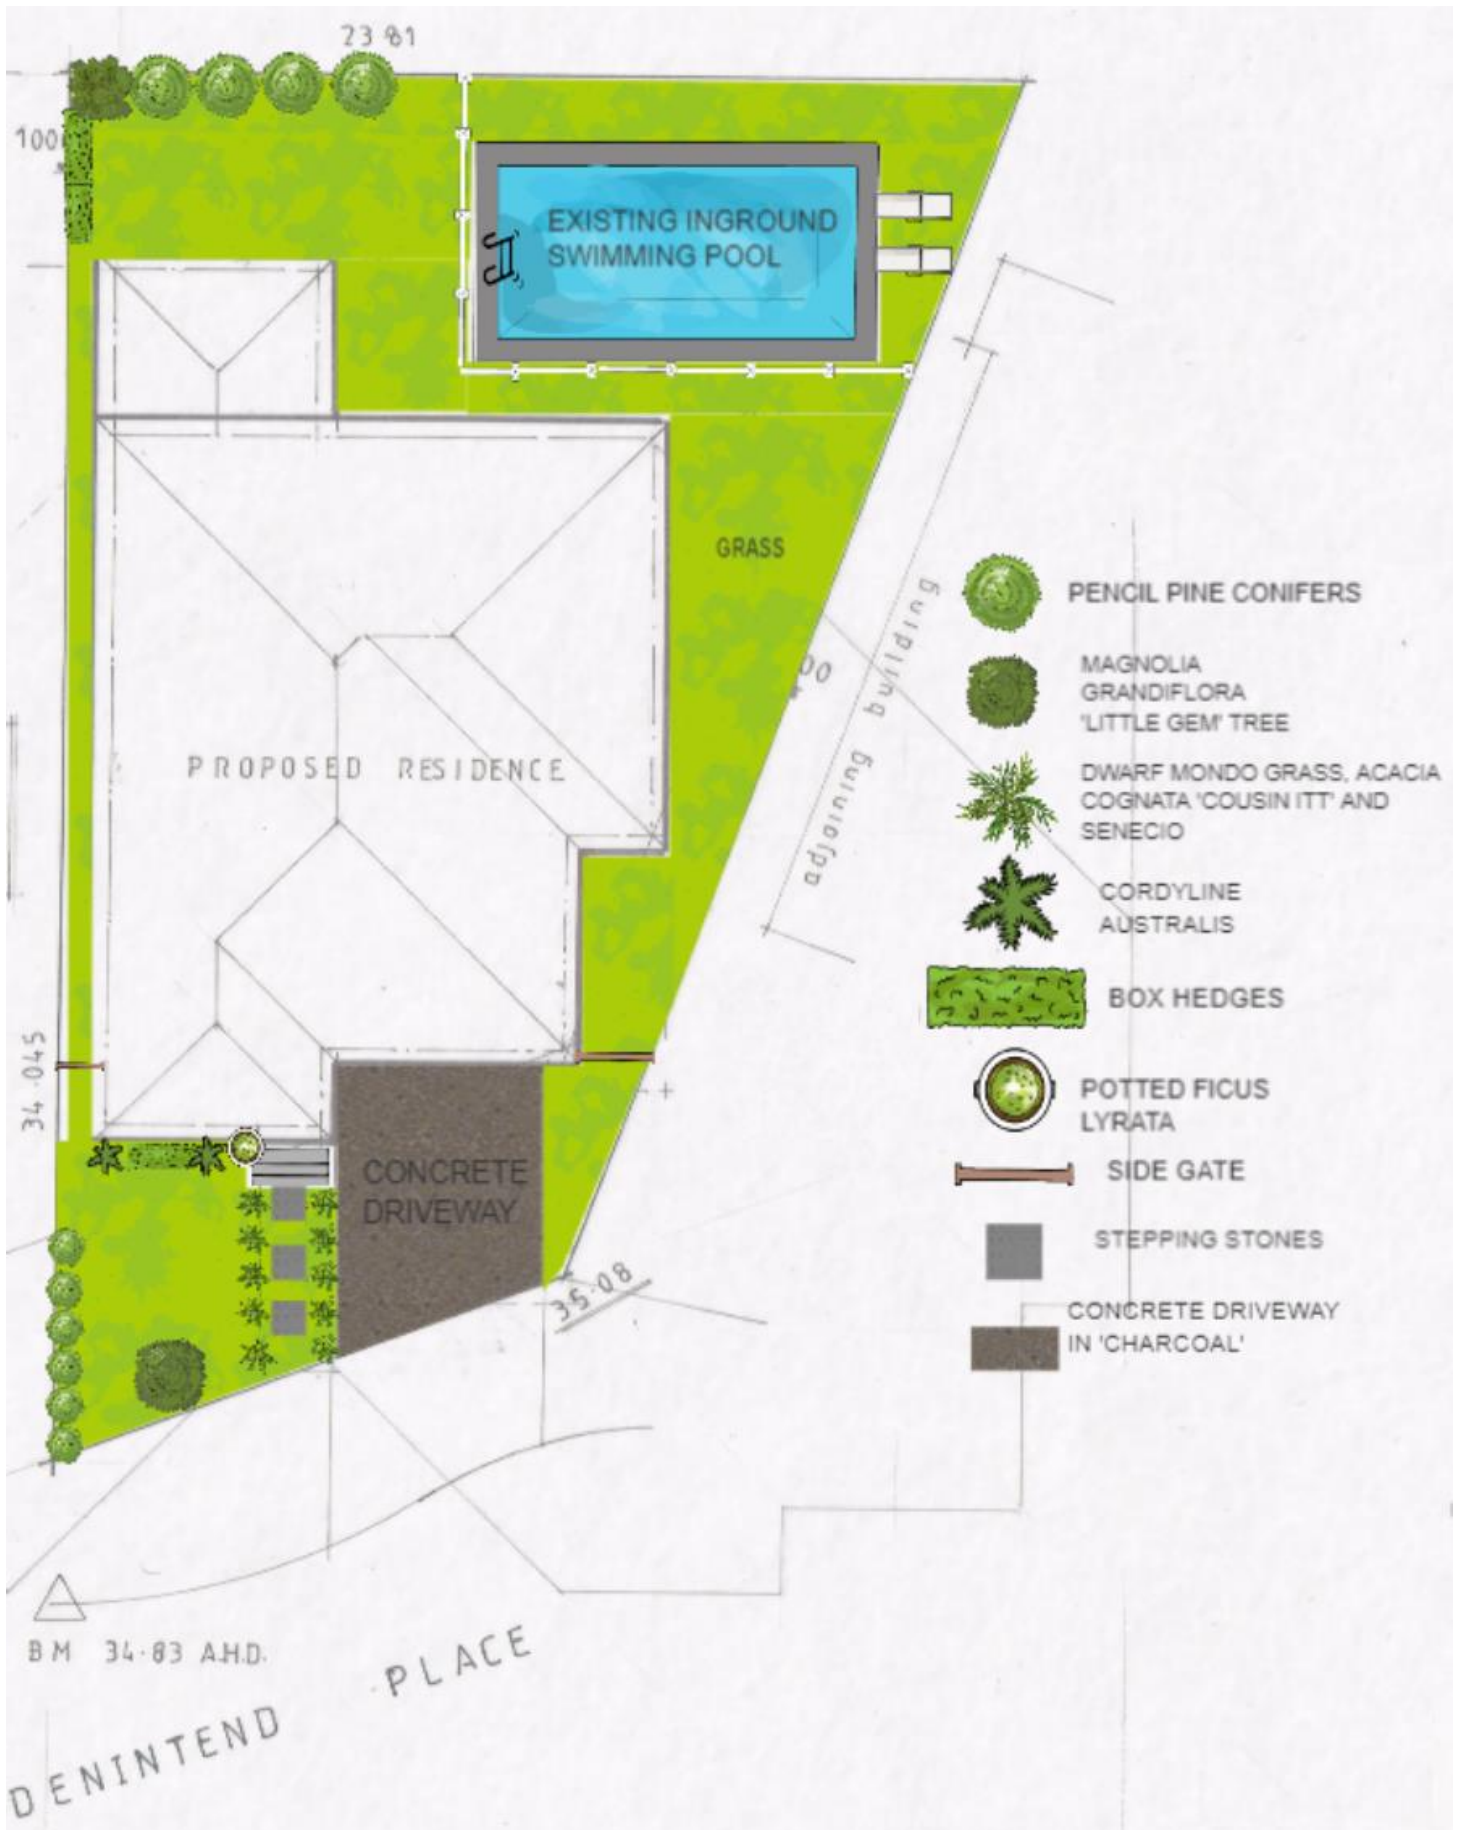 23.81
100
EXISTING INGROUND
SWIMMING POOL
GRASS
00
adjoining building
PROPOSED RESIDENCE
34.045
CONCRETE
DRIVEWAY
35.08
PENCIL PINE CONIFERS
MAGNOLIA
GRANDIFLORA
'LITTLE GEM' TREE
DWARF MONDO GRASS, ACACIA
COGNATA 'COUSIN ITT' AND
SENECIO
CORDYLINE
AUSTRALIS
BOX HEDGES
POTTED FICUS
LYRATA
SIDE GATE
STEPPING STONES
CONCRETE DRIVEWAY
IN 'CHARCOAL'
BM 34.83 A.H.D.
DENINTEND PLACE